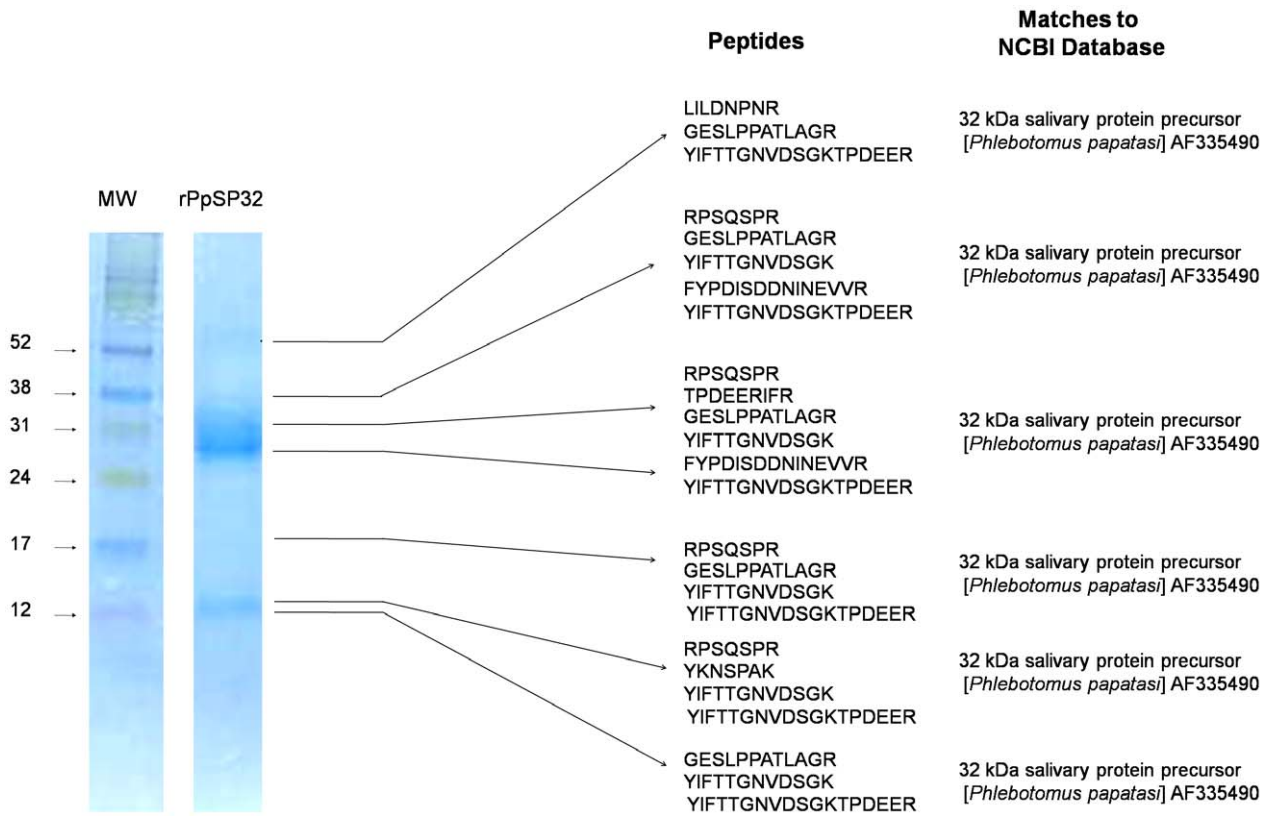 Peptides
Matches to
NCBI Database
LILDNPNR
GESLPPATLAGR
YIFTTGNVDSGKTPDEER
32 kDa salivary protein precursor
[Phlebotomus papatasi] AF335490
MW
rPpSP32
RPSQSPR
GESLPPATLAGR
YIFTTGNVDSGK
FYPDISDDNINEVVR
YIFTTGNVDSGKTPDEER
32 kDa salivary protein precursor
[Phlebotomus papatasi] AF335490
52
38
31
24
17
12
RPSQSPR
TPDEERIFR
GESLPPATLAGR
YIFTTGNVDSGK
FYPDISDDNINEVVR
YIFTTGNVDSGKTPDEER
32 kDa salivary protein precursor
[Phlebotomus papatasi] AF335490
RPSQSPR
GESLPPATLAGR
YIFTTGNVDSGK
YIFTTGNVDSGKTPDEER
32 kDa salivary protein precursor
[Phlebotomus papatasi] AF335490
RPSQSPR
YKNSPAK
YIFTTGNVDSGK
YIFTTGNVDSGKTPDEER
32 kDa salivary protein precursor
[Phlebotomus papatasi] AF335490
GESLPPATLAGR
YIFTTGNVDSGK
YIFTTGNVDSGKTPDEER
32 kDa salivary protein precursor
[Phlebotomus papatasi] AF335490